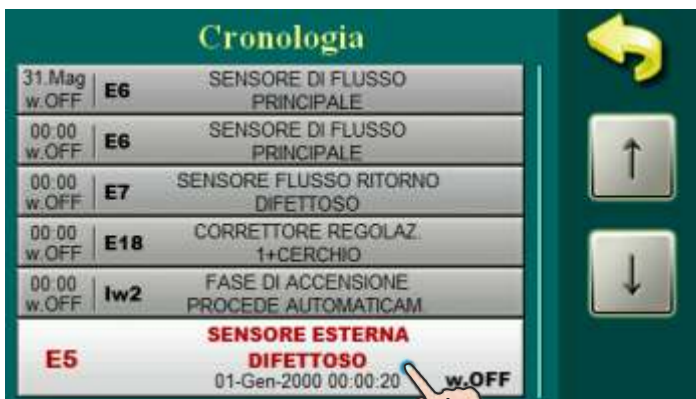 Cronologia
31.Mag
w.OFF
E6
SENSORE DI FLUSSO
PRINCIPALE
00:00
w.OFF
E6
SENSORE DI FLUSSO
PRINCIPALE
00:00
w.OFF
E7
SENSORE FLUSSO RITORNO
DIFETTOSO
00:00
w.OFF
E18
CORRETTORE REGOLAZ.
1+CERCHIO
00:00
w.OFF
Iw2
FASE DI ACCENSIONE
PROCEDE AUTOMATICAM.
E5
SENSORE ESTERNA
DIFETTOSO
01-Gen-2000 00:00:20
w.OFF